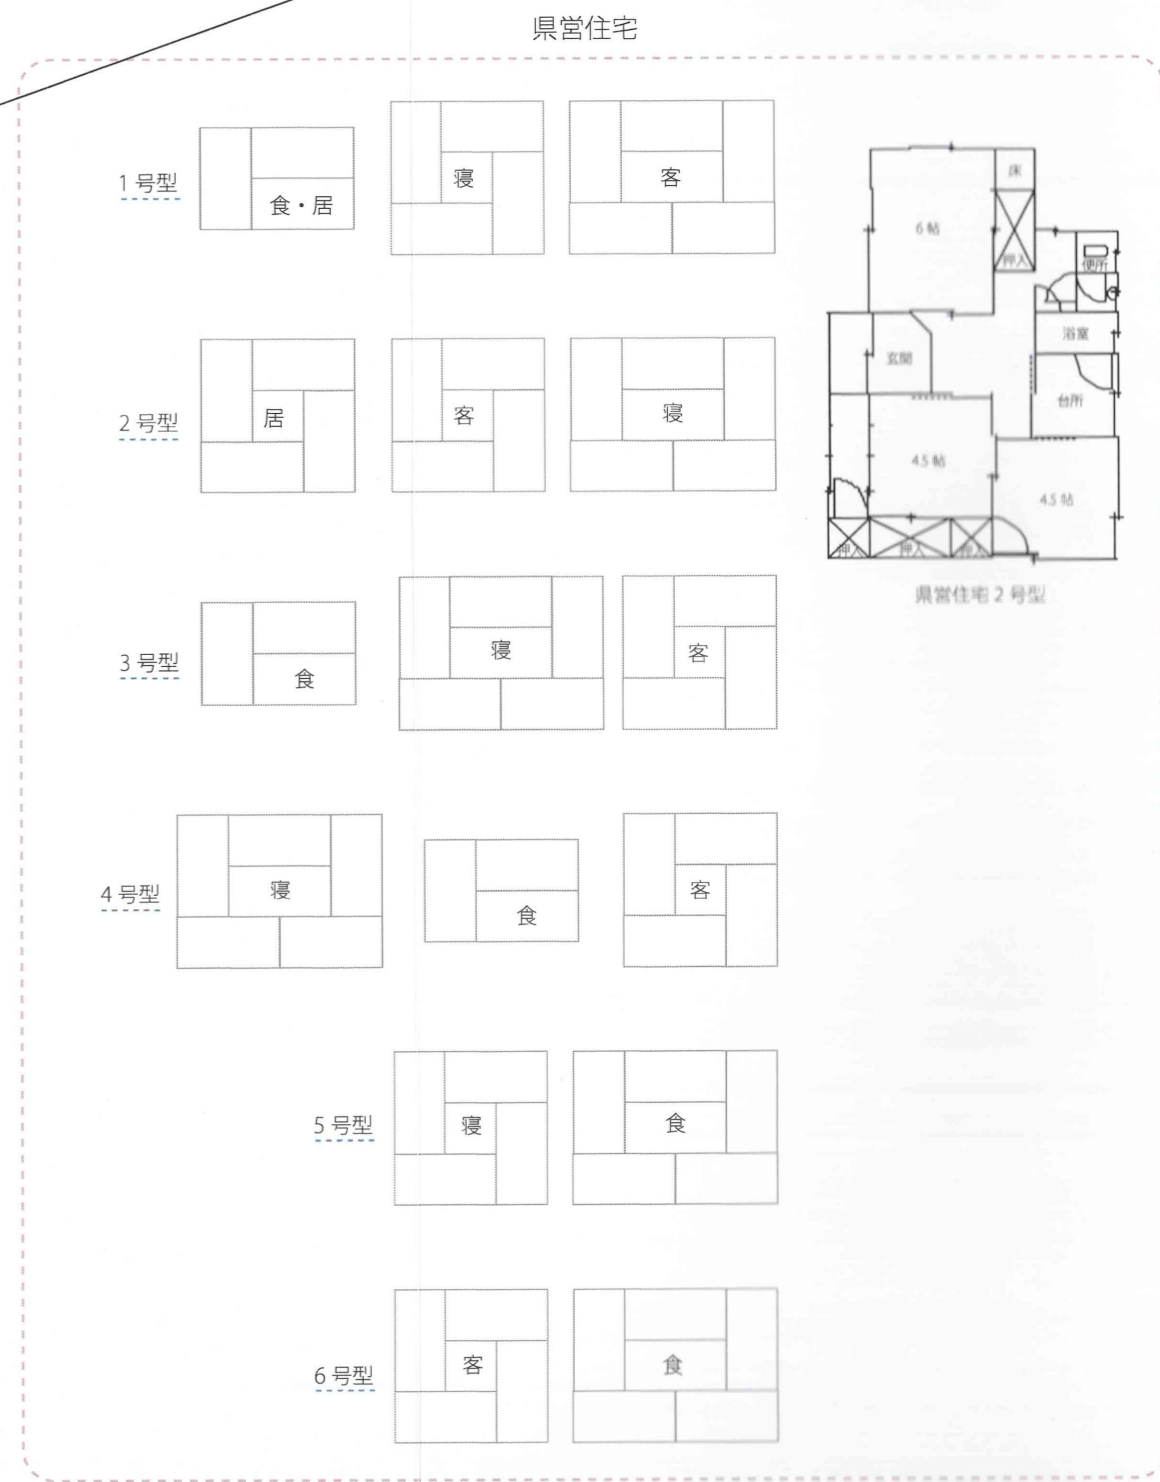 県営住宅
1号型
食・居
寝
客
2号型
居
客
寝
3号型
食
寝
客
4号型
寝
食
客
5号型
寝
食
6号型
客
食
床
6帖
押入
便所
浴室
玄関
台所
4.5帖
4.5帖
押入
押入
押入
県営住宅2号型